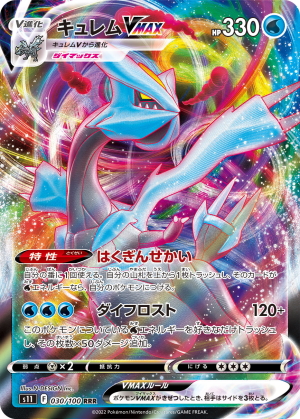 V進化
キュレムVMAX
HP 330
キュレムVから進化
ダイマックス
特性 はくぎんせかい
自分の番に1回使える。自分の山札を上から1枚トラッシュし、そのカードが
エネルギーなら、自分のポケモンにつける。
ダイフロスト 120+
このポケモンについているエネルギーを好きなだけトラッシュし、
その枚数×50ダメージ追加。
弱点 ×2 抵抗力 にげる
VMAXルール
ポケモンVMAXがきぜつしたとき、相手はサイドを3枚とる。
Illus.
s11 F 030/100 RRR
©2022 Pokémon/Nintendo/Creatures/GAME FREAK.